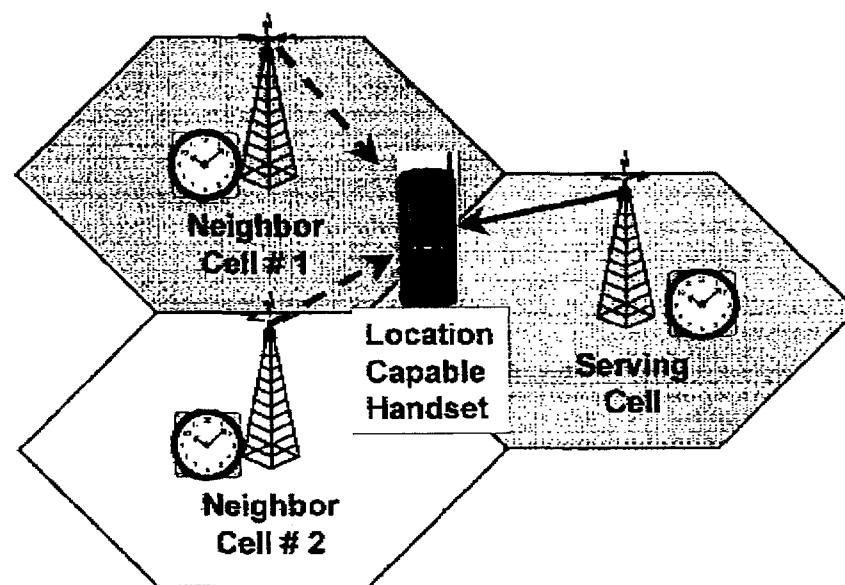 Neighbor
Cell # 1
Location
Capable
Handset
Serving
Cell
Neighbor
Cell # 2